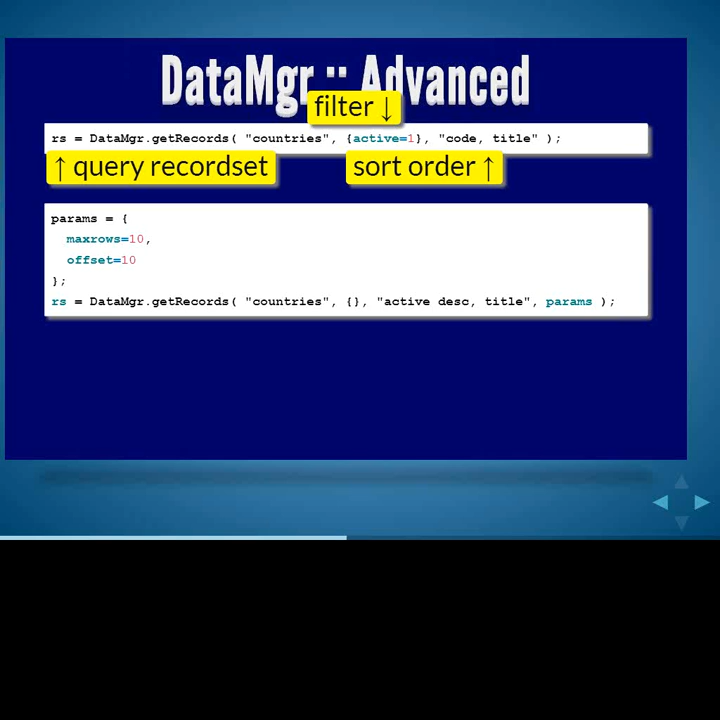 DataMgr :: Advanced
filter ↓
rs = DataMgr.getRecords( "countries", {active=1}, "code, title" );
↑ query recordset
sort order ↑
params = {
maxrows=10,
offset=10
};
rs = DataMgr.getRecords( "countries", {}, "active desc, title", params );